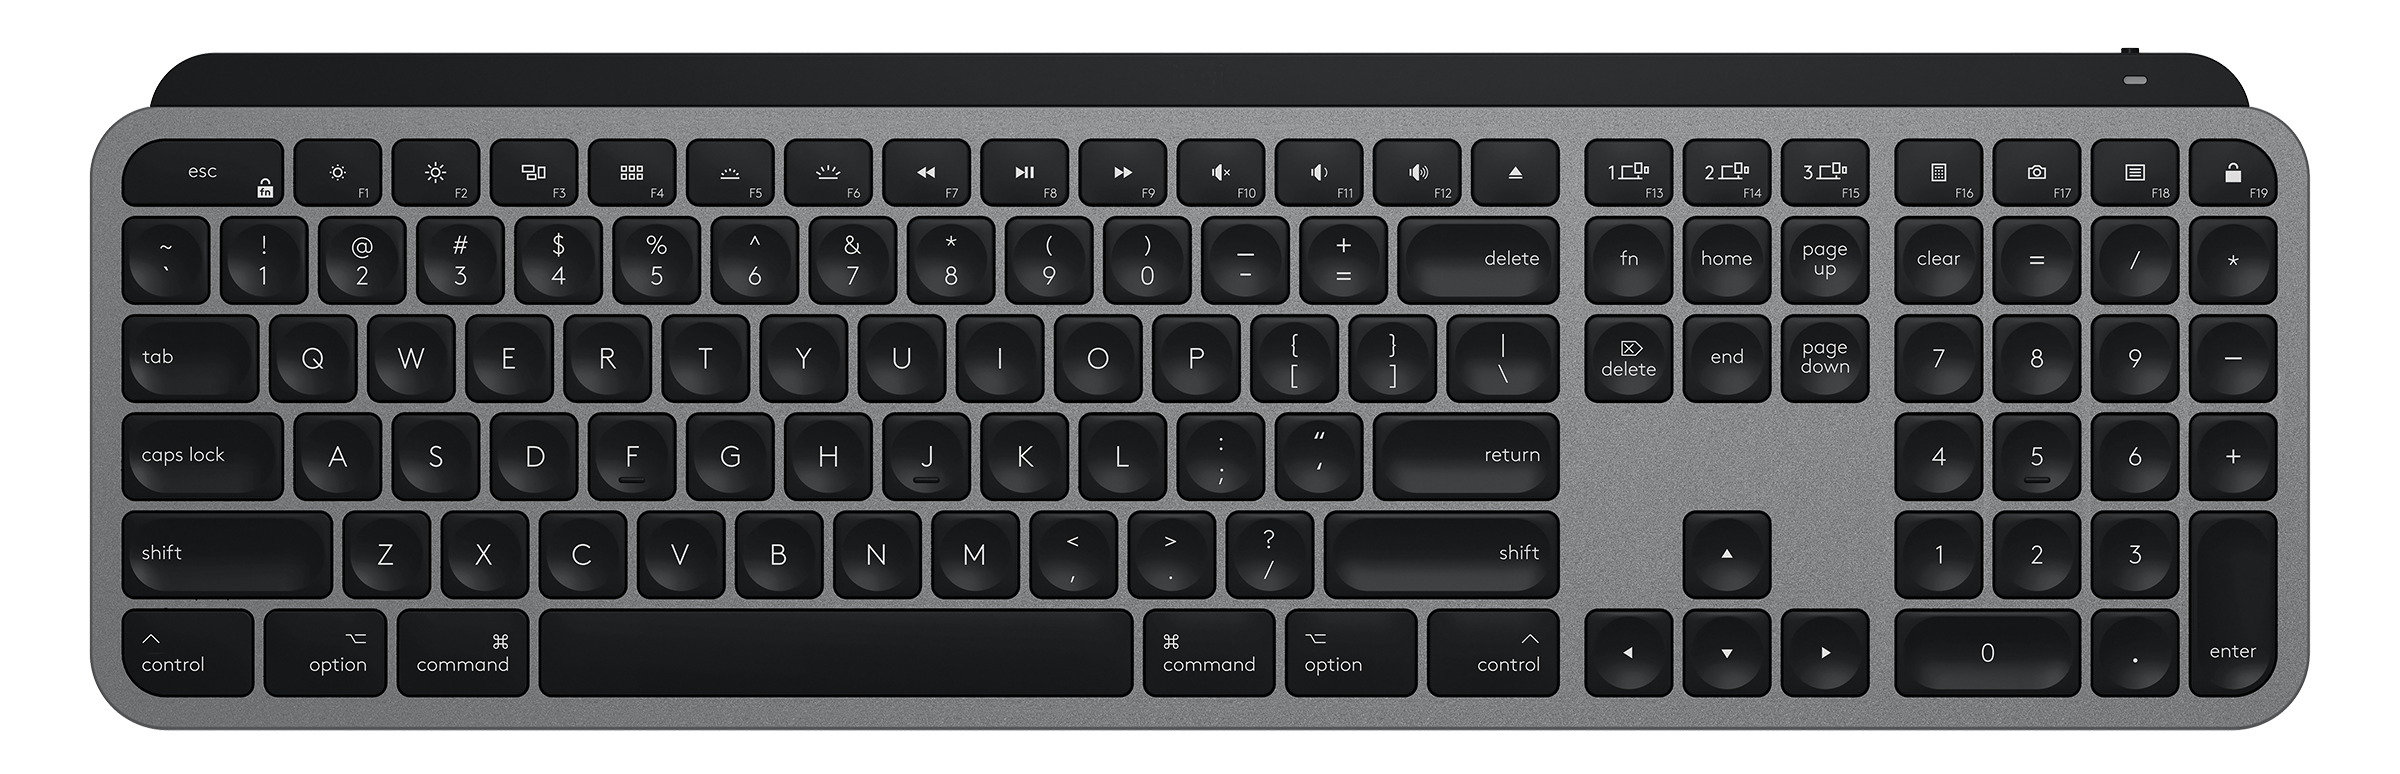 esc fn F1 F2 F3 F4 F5 F6 F7 F8 F9 F10 F11 F12 1 F13 2 F14 3 F15 F16 F17 F18 F19
~ ! @ # $ % ^ & * ( ) _ + page
` 1 2 3 4 5 6 7 8 9 0 - = delete fn home up clear = / *
tab Q W E R T Y U I O P { } | delete end page 7 8 9 −
[ ] \ down
caps lock A S D F G H J K L : “ return 4 5 6 +
; ‘
shift Z X C V B N M < > ? shift 1 2 3
, . /
^ ⌥ ⌘ ⌘ ⌥ ^
control option command command option control 0 . enter